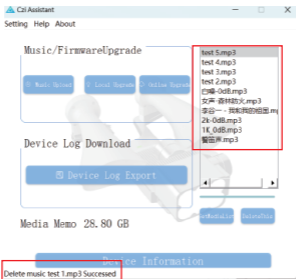 Czi Assistant
Setting Help About
Music/FirmwareUpgrade
Music Upload
Local Upgrade
Online Upgrade
test 5.mp3
test 4.mp3
test 3.mp3
test 2.mp3
白噪-0dB.mp3
女声-森林防火.mp3
李谷一 - 我和我的祖国.mp
2k-0dB.mp3
1K_0dB.mp3
警笛声.mp3
Device Log Download
Device Log Export
Media Memo 28.80 GB
Device Information
Delete music test 1.mp3 Successed